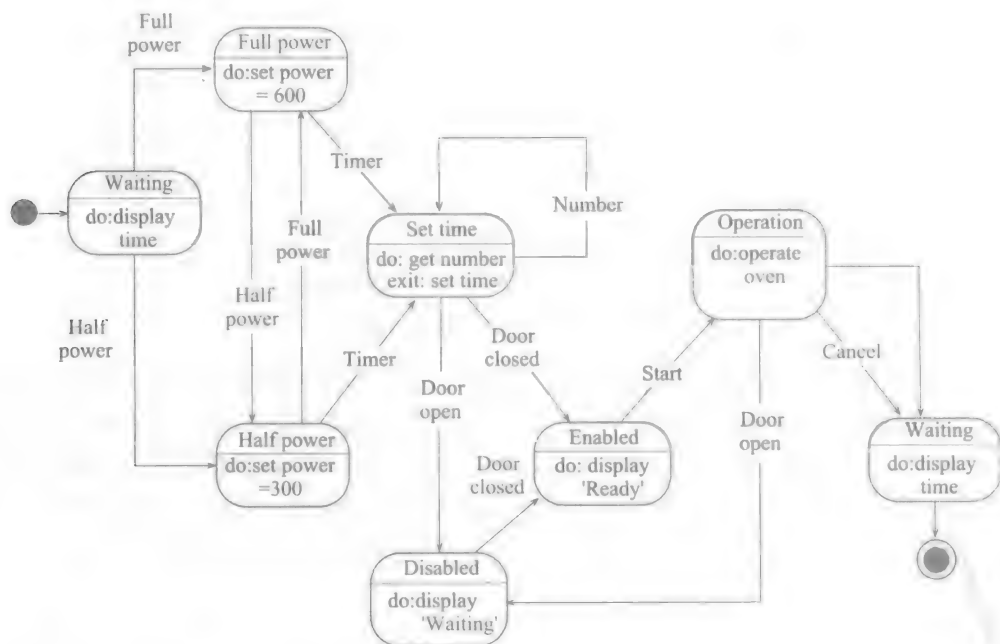 Full
power
Full power
do:set power
= 600
Waiting
do:display
time
Timer
Number
Full
power
Set time
do: get number
exit: set time
Operation
do:operate
oven
Half
power
Half
power
Timer
Door
closed
Door
open
Start
Cancel
Door
open
Half power
do:set power
=300
Enabled
do: display
'Ready'
Door
closed
Waiting
do:display
time
Disabled
do:display
'Waiting'